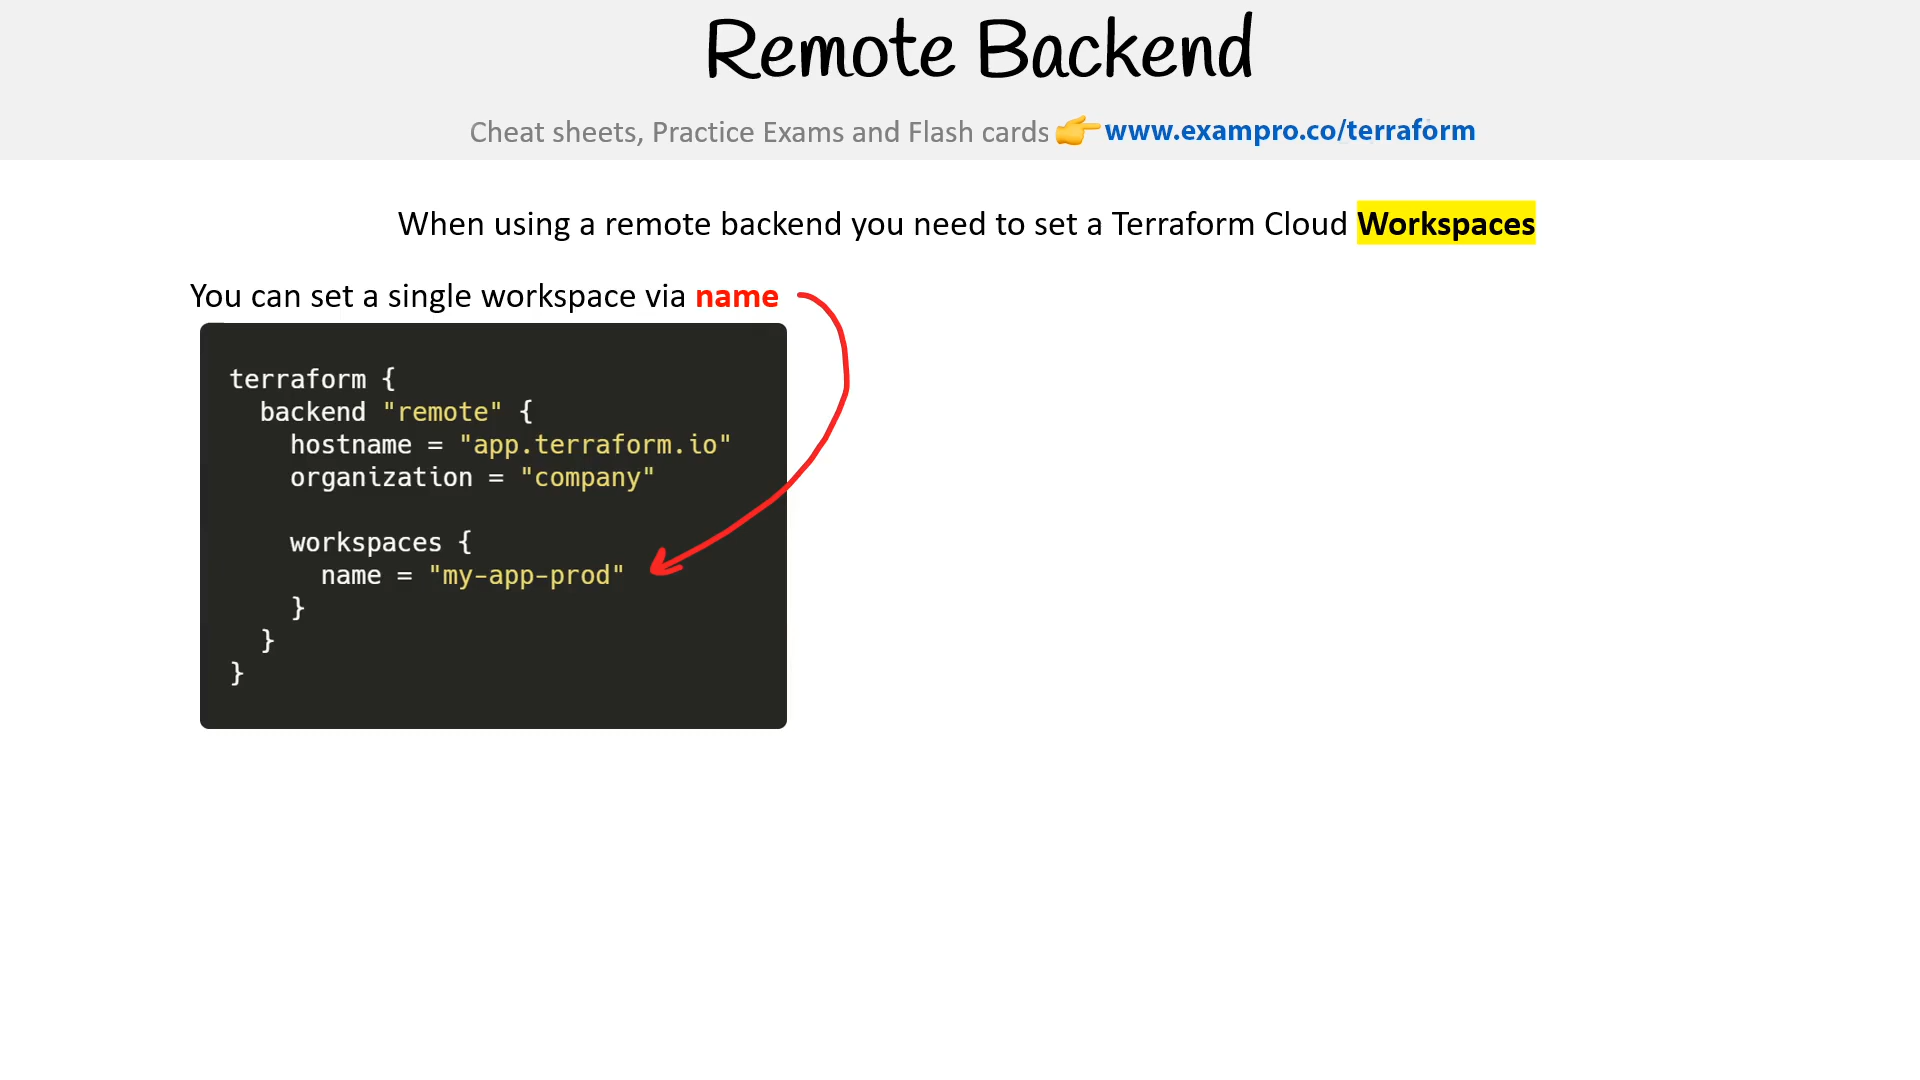 Remote Backend
Cheat sheets, Practice Exams and Flash cards 👉 www.exampro.co/terraform
When using a remote backend you need to set a Terraform Cloud Workspaces
You can set a single workspace via name
terraform {
  backend "remote" {
    hostname = "app.terraform.io"
    organization = "company"

    workspaces {
      name = "my-app-prod"
    }
  }
}